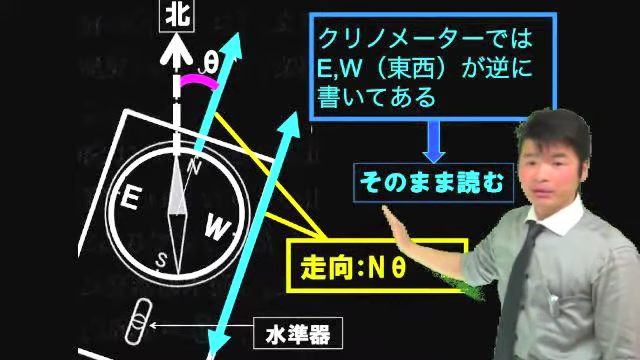 北
θ
クリノメーターでは
E,W（東西）が逆に
書いてある
そのまま読む
N
E
W
S
走向:Nθ
水準器